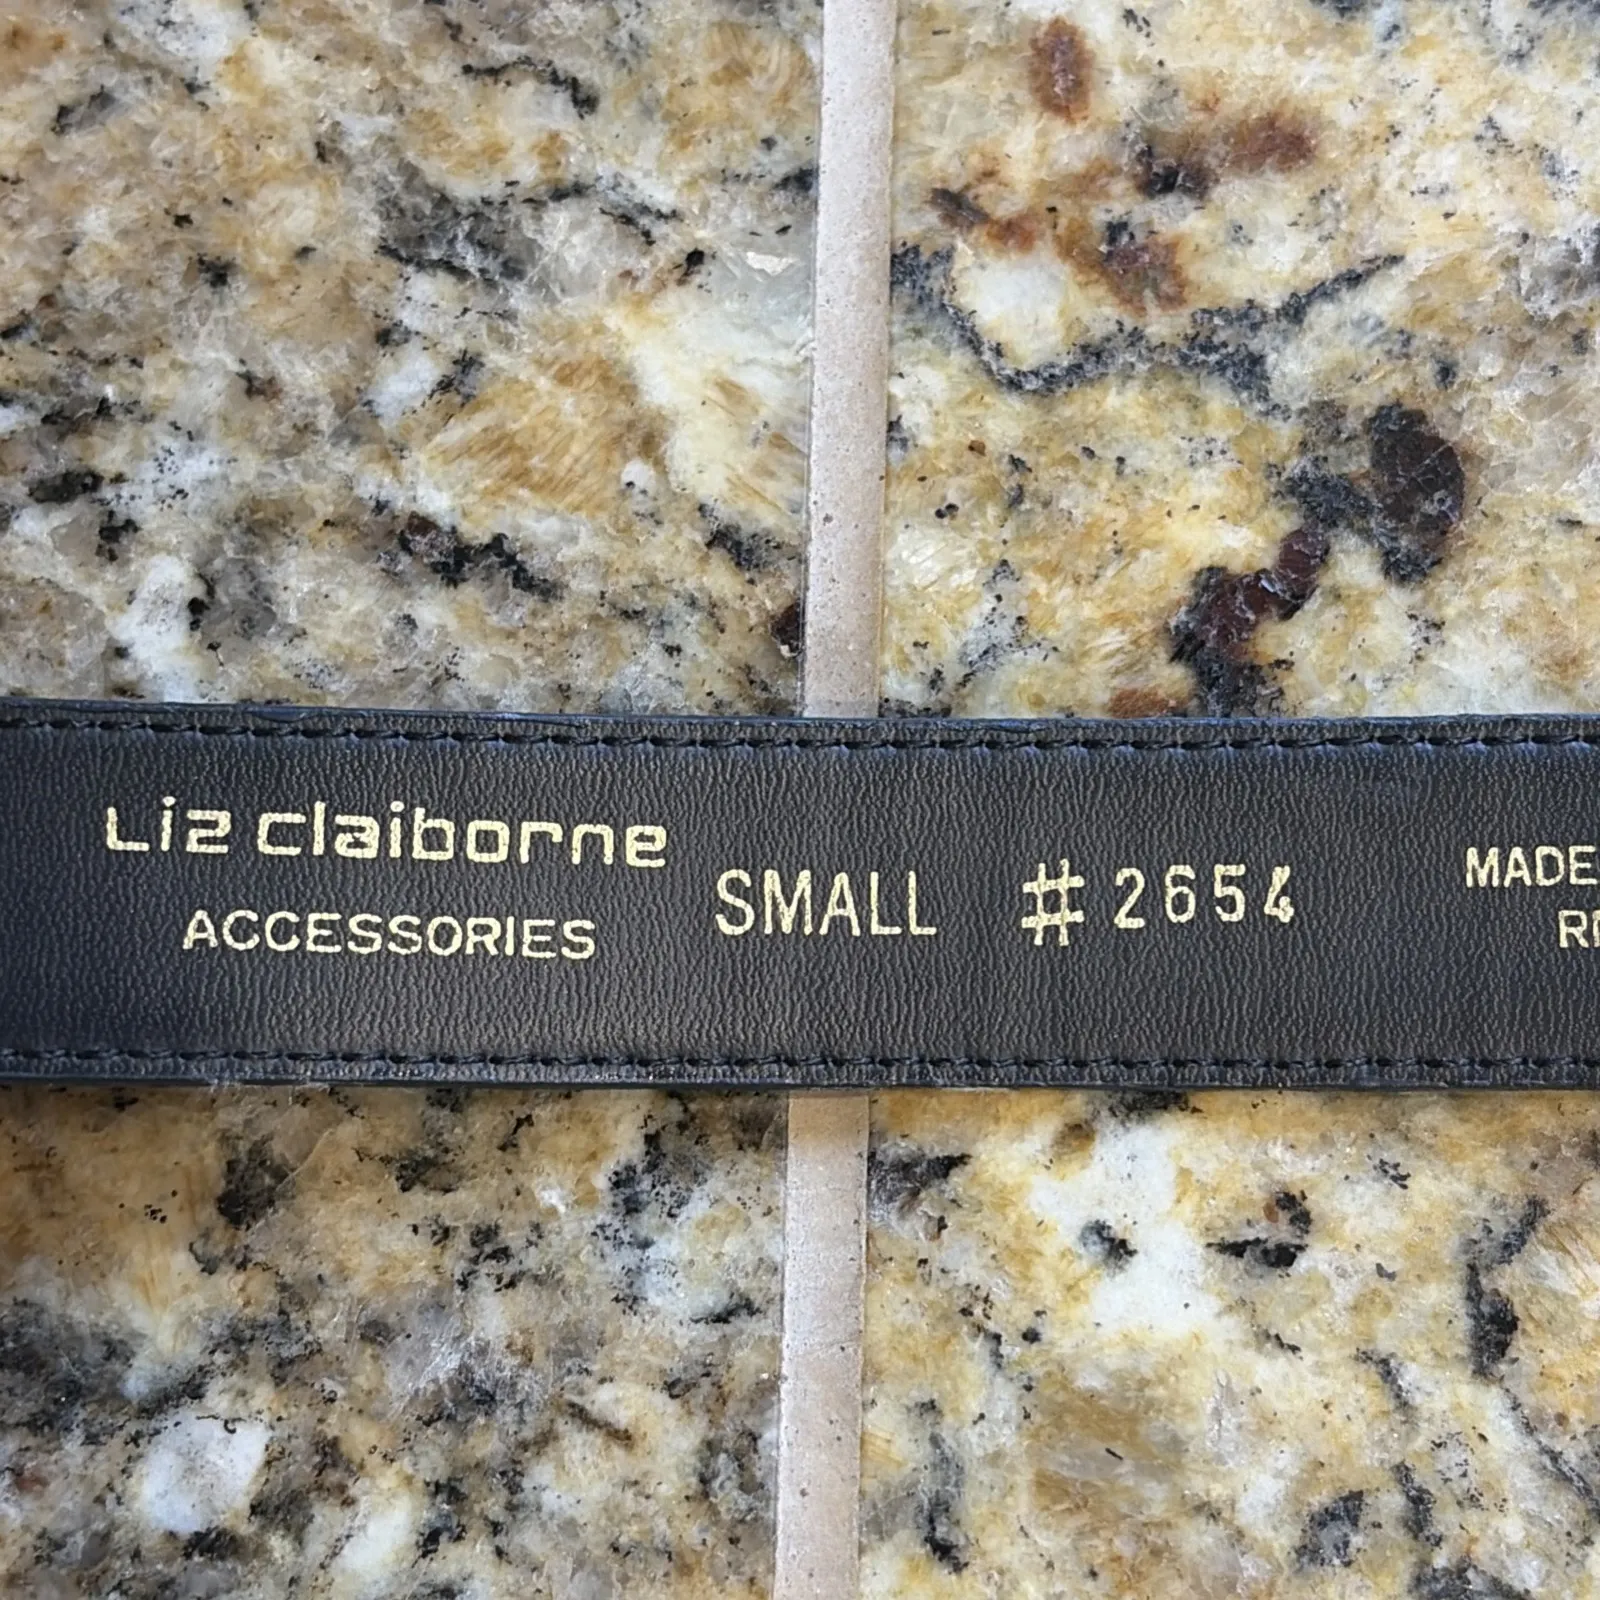 Liz claiborne
ACCESSORIES
SMALL # 2654
MADE